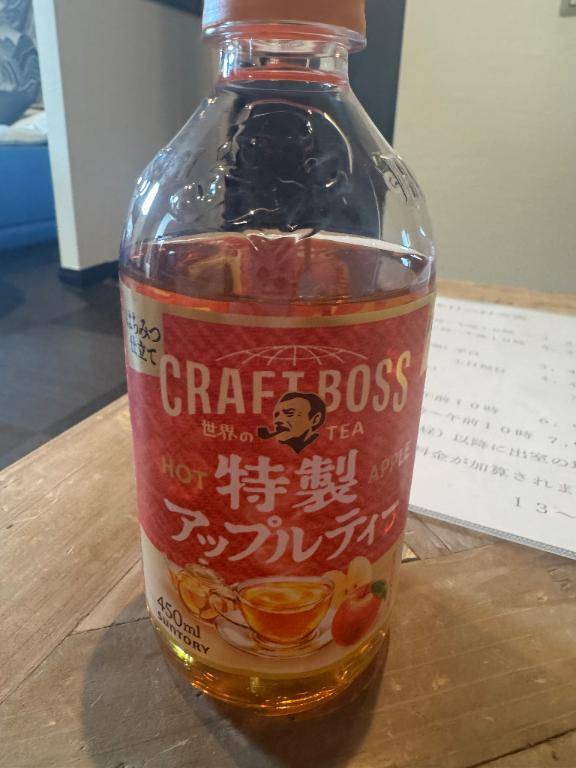 はちみつ
仕立て
CRAFT BOSS
世界の TEA
HOT 特製 APPLE
アップルティー
450ml
SUNTORY
午前10時
～午前10時
以降に出室の
料金が加算されま
13～